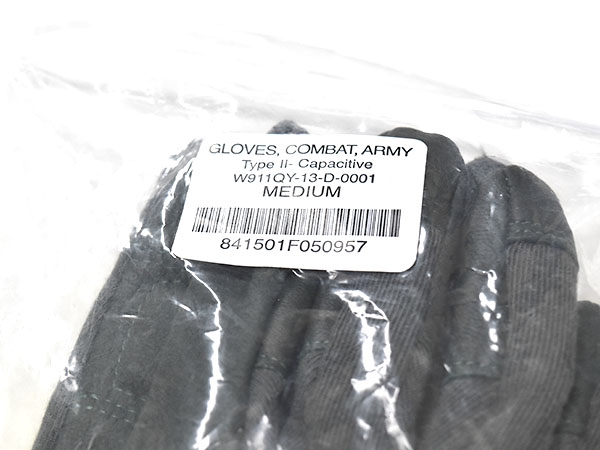 GLOVES, COMBAT, ARMY
Type II- Capacitive
W911QY-13-D-0001
MEDIUM
841501F050957